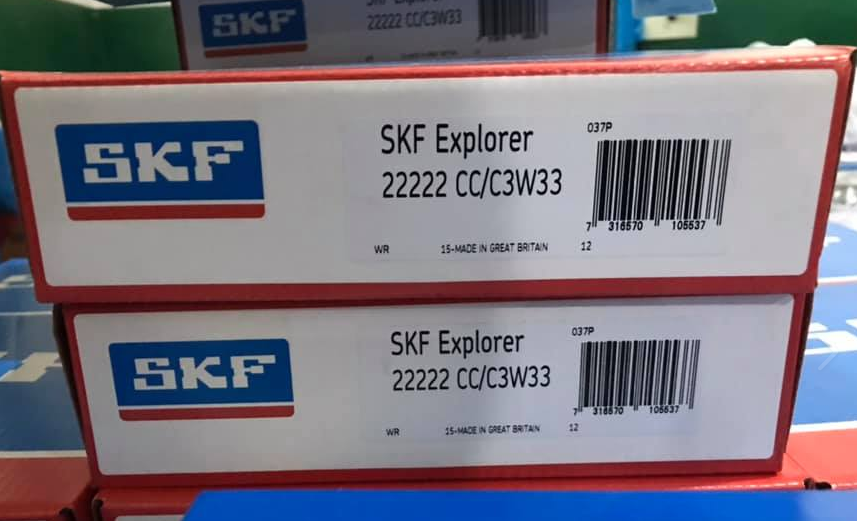 SKF
22222 CC/C3W33
SKF
SKF Explorer
22222 CC/C3W33
037P
7 316570 105537
WR 15-MADE IN GREAT BRITAIN 12
SKF
SKF Explorer
22222 CC/C3W33
037P
7 316570 105537
WR 15-MADE IN GREAT BRITAIN 12